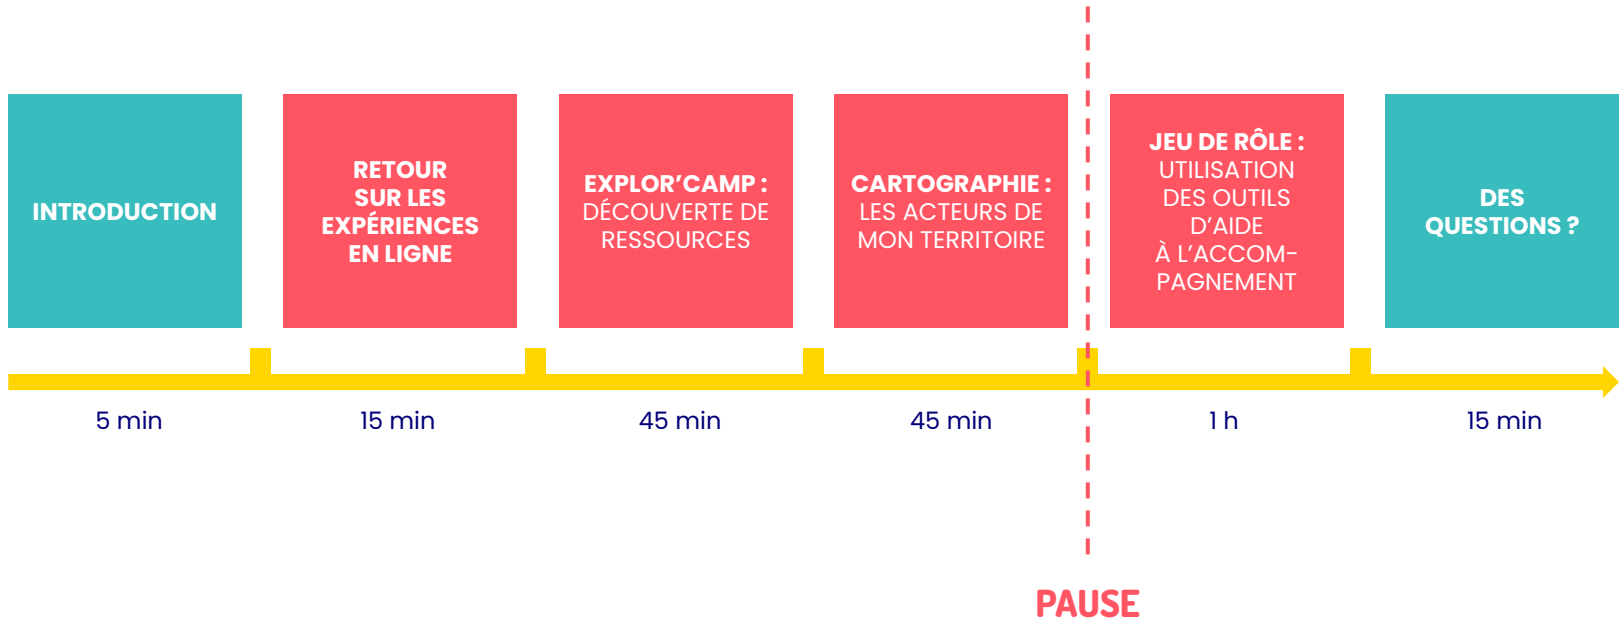 INTRODUCTION
RETOUR
SUR LES
EXPÉRIENCES
EN LIGNE
EXPLOR’CAMP :
DÉCOUVERTE DE
RESSOURCES
CARTOGRAPHIE :
LES ACTEURS DE
MON TERRITOIRE
JEU DE RÔLE :
UTILISATION
DES OUTILS
D’AIDE
À L’ACCOM-
PAGNEMENT
DES
QUESTIONS ?
5 min
15 min
45 min
45 min
1 h
15 min
PAUSE